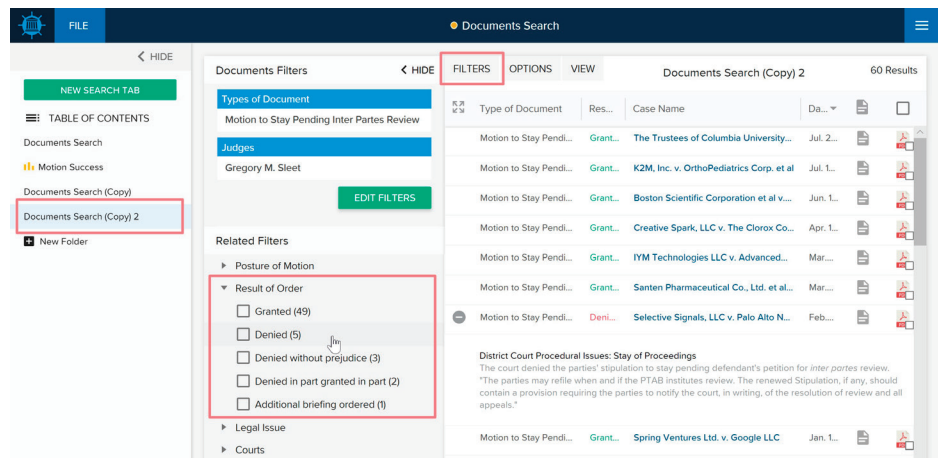 FILE
Documents Search
HIDE
NEW SEARCH TAB
TABLE OF CONTENTS
Documents Search
Motion Success
Documents Search (Copy)
Documents Search (Copy) 2
New Folder
Documents Filters
HIDE
Types of Document
Motion to Stay Pending Inter Partes Review
Judges
Gregory M. Sleet
EDIT FILTERS
Related Filters
Posture of Motion
Result of Order
Granted (49)
Denied (5)
Denied without prejudice (3)
Denied in part granted in part (2)
Additional briefing ordered (1)
Legal Issue
Courts
FILTERS OPTIONS VIEW Documents Search (Copy) 2 60 Results
Type of Document Res... Case Name Da...
Motion to Stay Pendi... Grant... The Trustees of Columbia University... Jul. 2...
Motion to Stay Pendi... Grant... K2M, Inc. v. OrthoPediatrics Corp. et al Jul. 1...
Motion to Stay Pendi... Grant... Boston Scientific Corporation et al v.... Jun. 1...
Motion to Stay Pendi... Grant... Creative Spark, LLC v. The Clorox Co... Apr. 1...
Motion to Stay Pendi... Grant... IYM Technologies LLC v. Advanced... Mar....
Motion to Stay Pendi... Grant... Santen Pharmaceutical Co., Ltd. et al... Mar....
Motion to Stay Pendi... Deni... Selective Signals, LLC v. Palo Alto N... Feb....
District Court Procedural Issues: Stay of Proceedings
The court denied the parties' stipulation to stay pending defendant's petition for inter partes review.
"The parties may refile when and if the PTAB institutes review. The renewed Stipulation, if any, should
contain a provision requiring the parties to notify the court, in writing, of the resolution of review and all
appeals."
Motion to Stay Pendi... Grant... Spring Ventures Ltd. v. Google LLC Jan. 1...